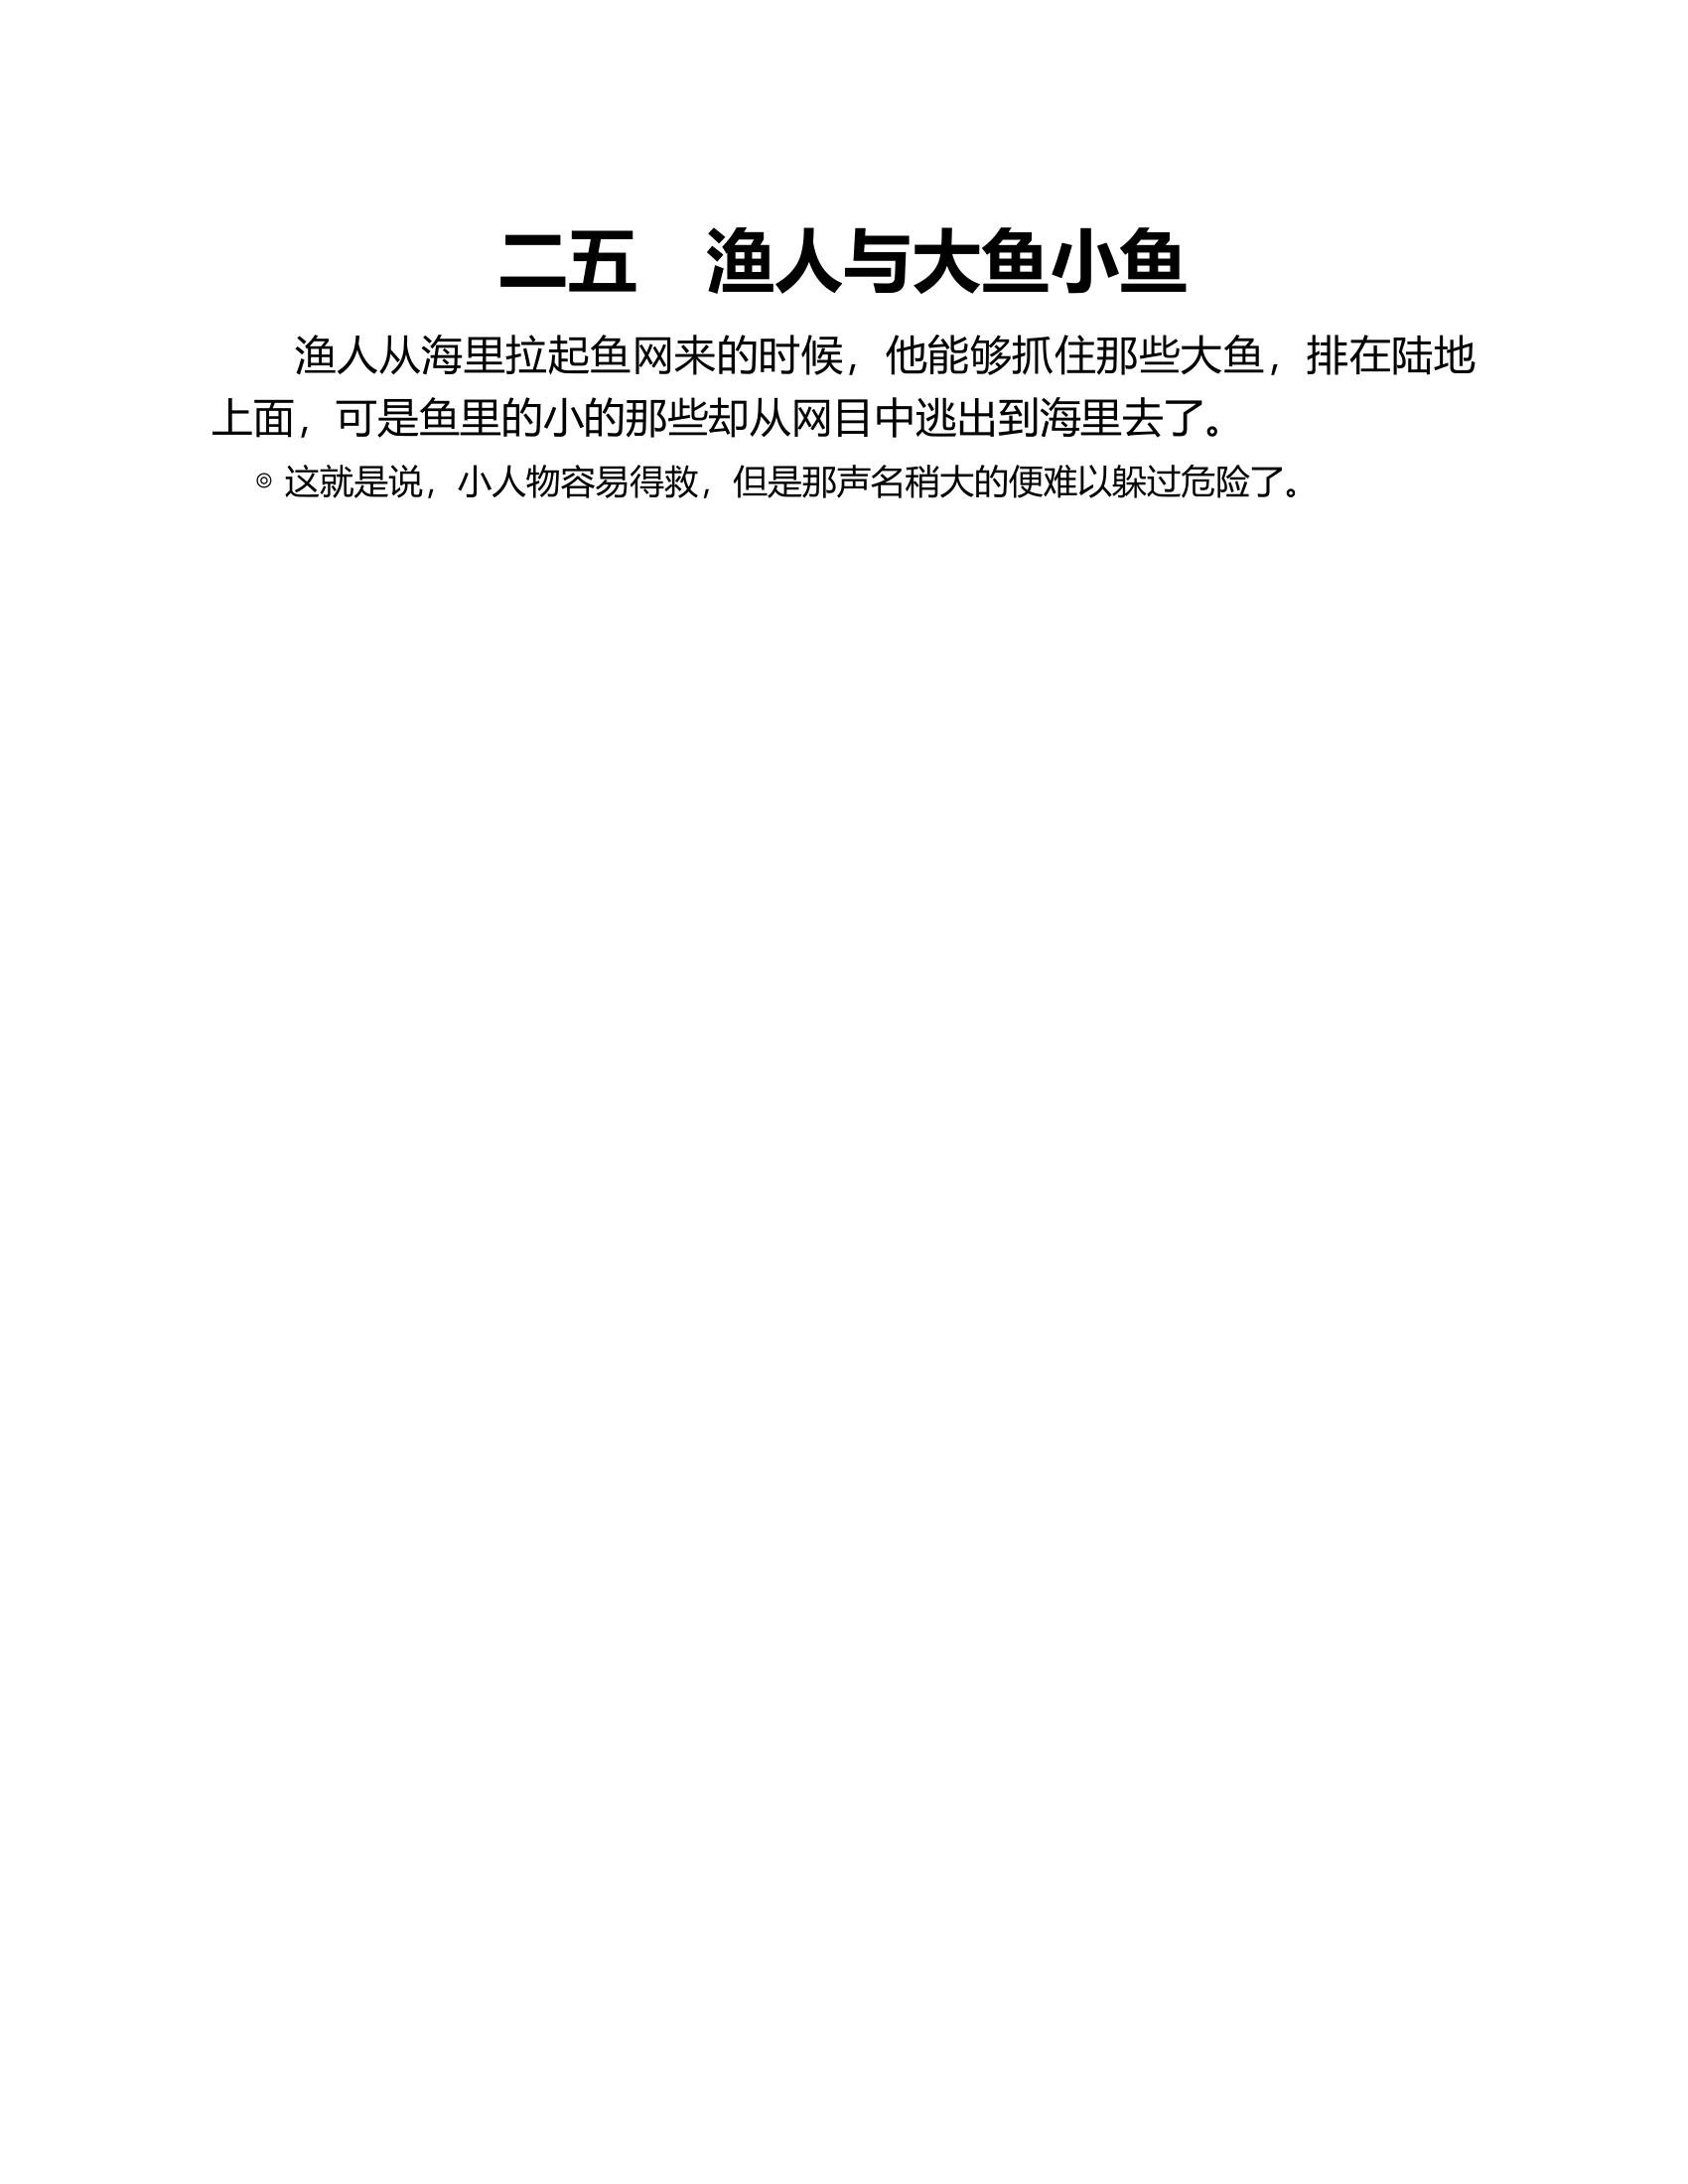 二五　渔人与大鱼小鱼
渔人从海里拉起鱼网来的时候，他能够抓住那些大鱼，排在陆地
上面，可是鱼里的小的那些却从网目中逃出到海里去了。
◎ 这就是说，小人物容易得救，但是那声名稍大的便难以躲过危险了。